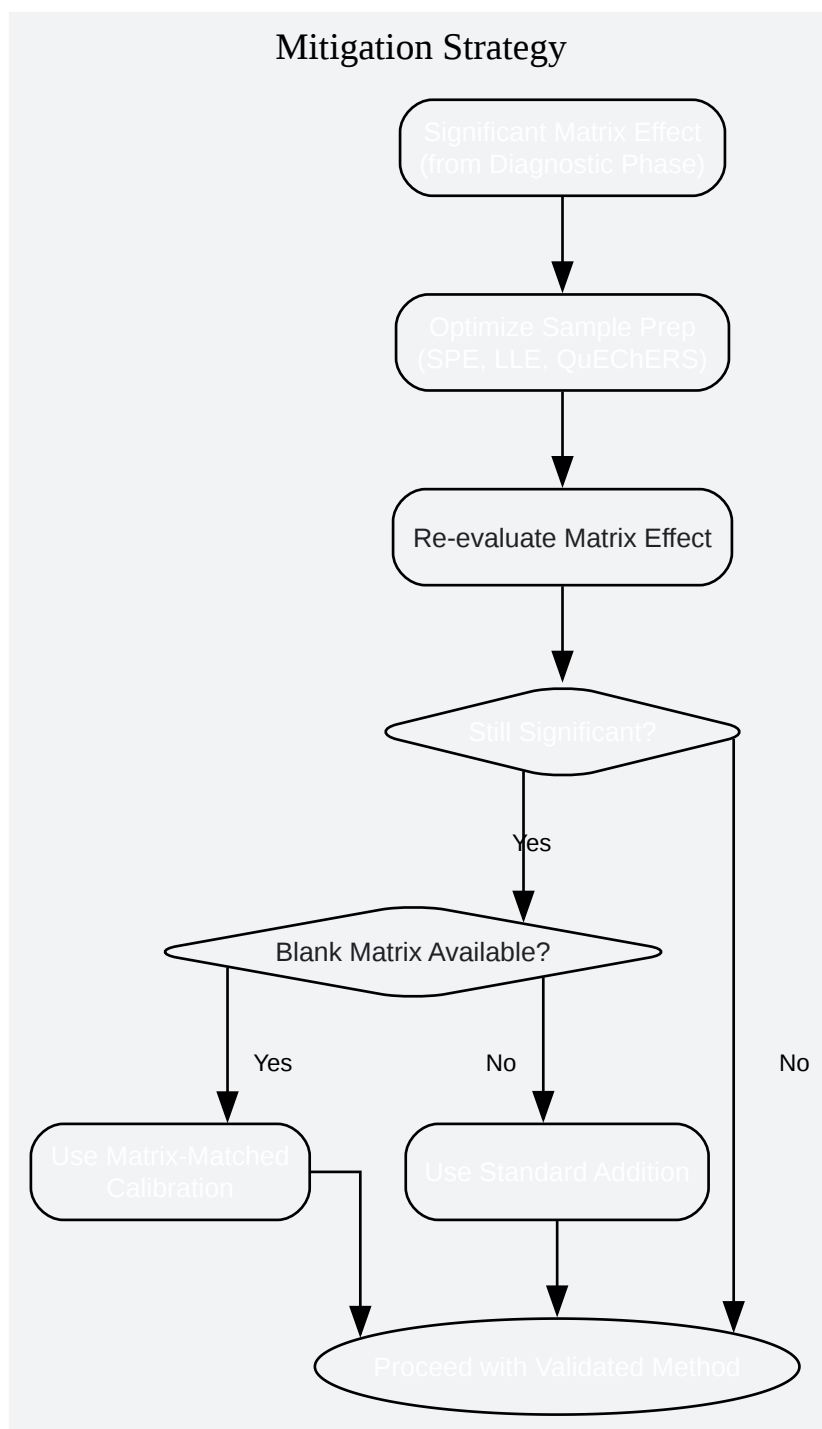 Mitigation Strategy
Significant Matrix Effect
(from Diagnostic Phase)
Optimize Sample Prep
(SPE, LLE, QuEChERS)
Re-evaluate Matrix Effect
Still Significant?
Yes
Blank Matrix Available?
Yes
No
No
Use Matrix-Matched
Calibration
Use Standard Addition
Proceed with Validated Method